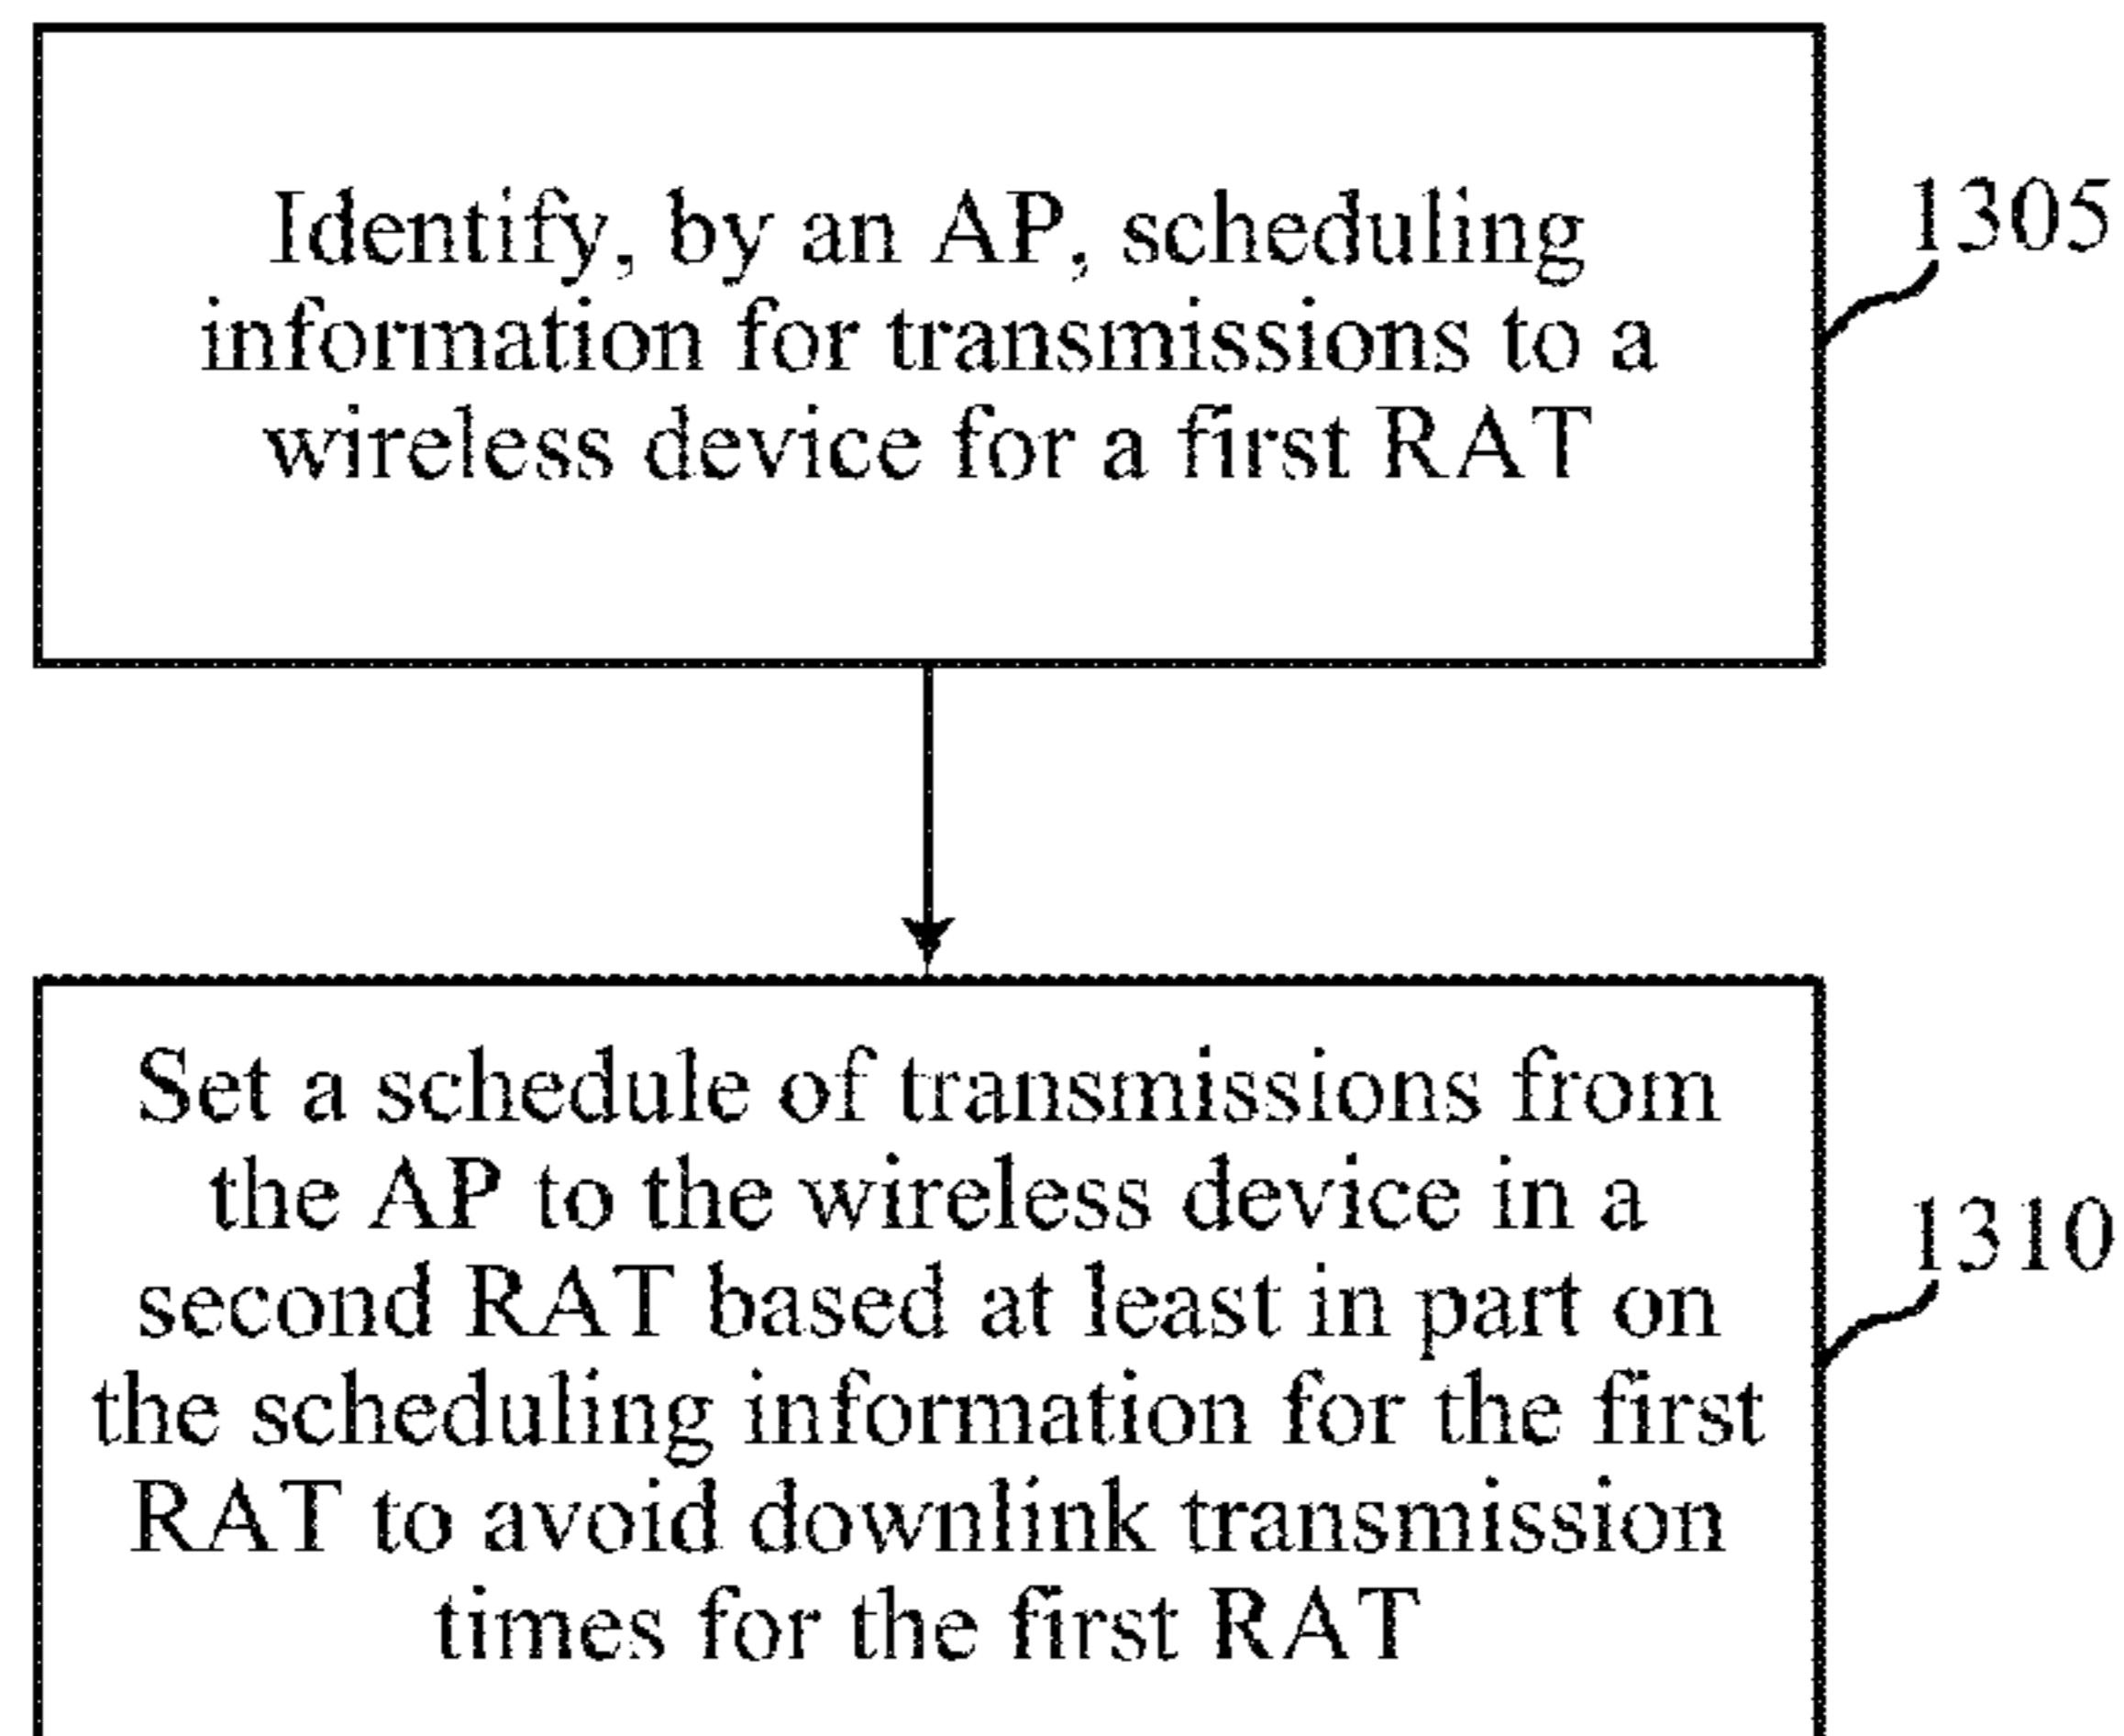 Identify, by an AP, scheduling
information for transmissions to a
wireless device for a first RAT
1305
Set a schedule of transmissions from
the AP to the wireless device in a
second RAT based at least in part on
the scheduling information for the first
RAT to avoid downlink transmission
times for the first RAT
1310